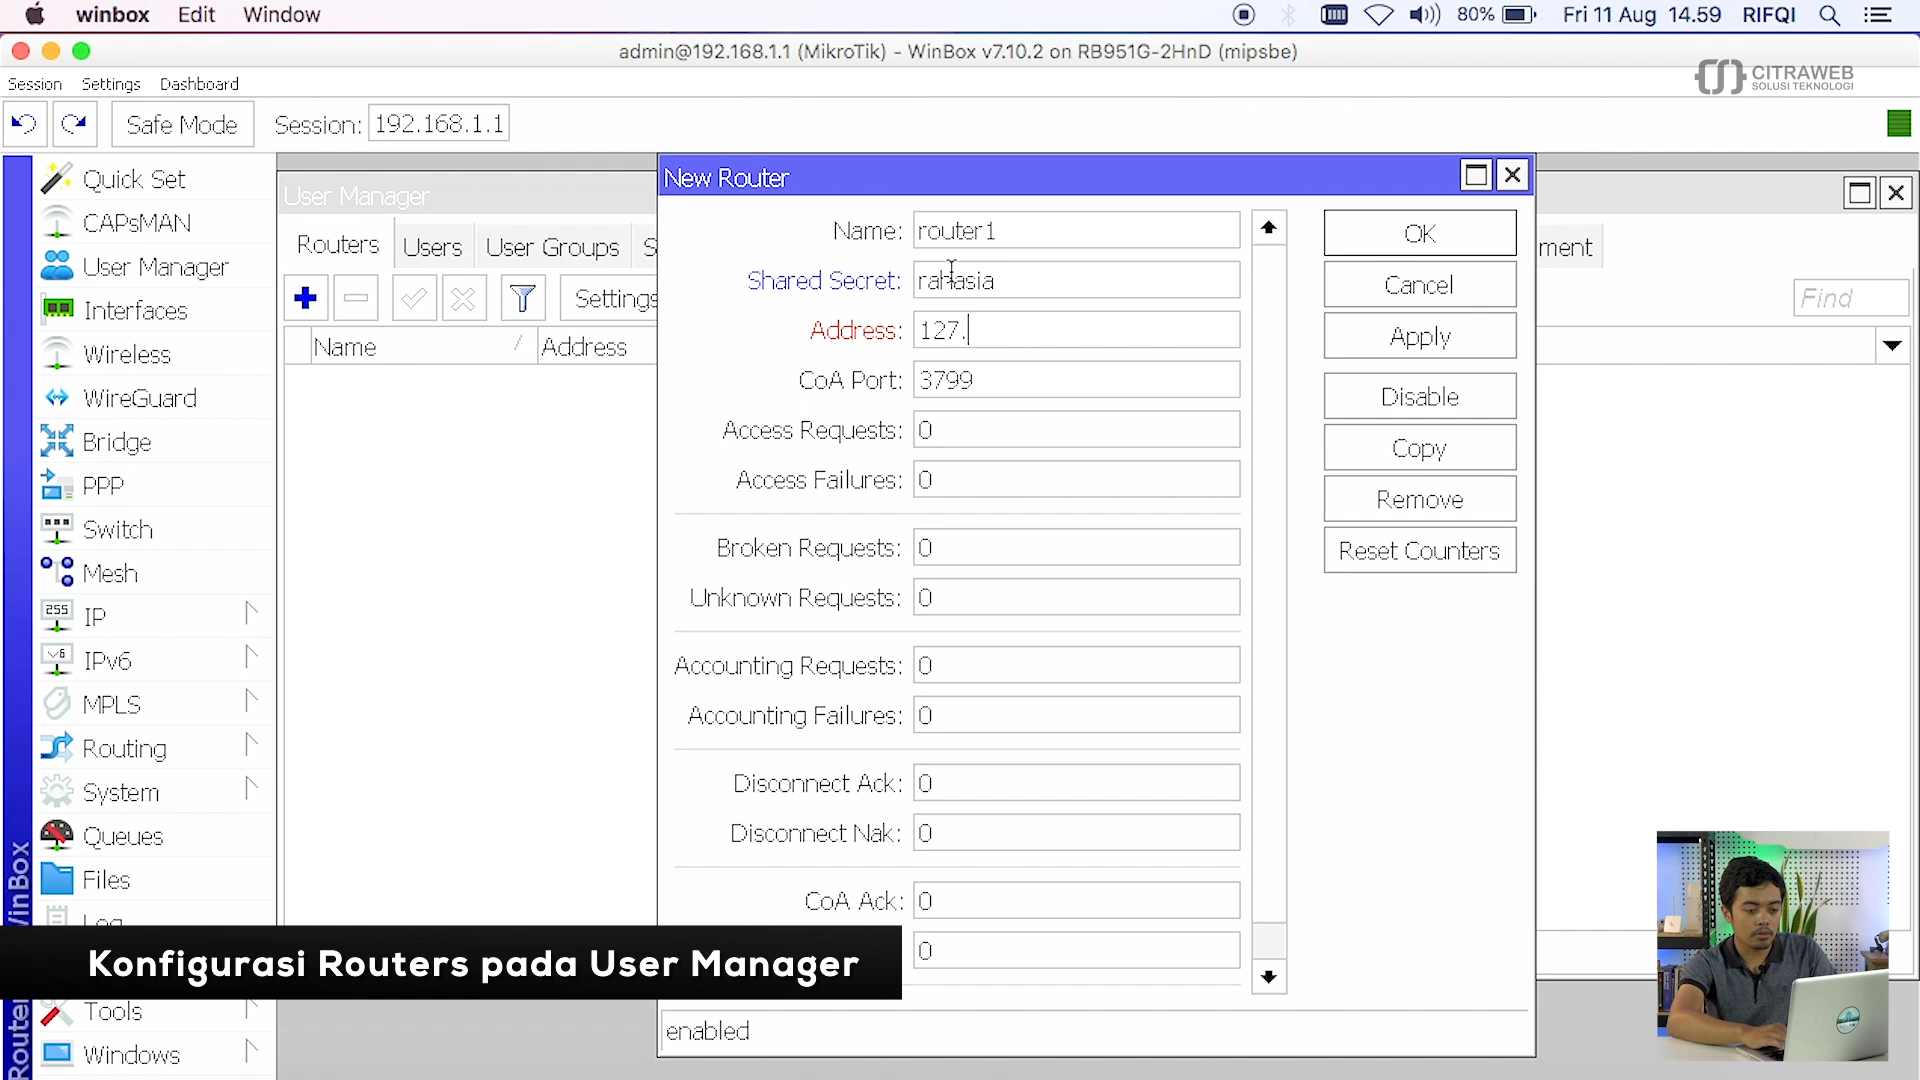 winbox Edit Window 80% Fri 11 Aug 14.59 RIFQI
admin@192.168.1.1 (MikroTik) - WinBox v7.10.2 on RB951G-2HnD (mipsbe)
Session Settings Dashboard
CITRAWEB
SOLUSI TEKNOLOGI
Safe Mode Session: 192.168.1.1
Quick Set
CAPsMAN
User Manager
Interfaces
Wireless
WireGuard
Bridge
PPP
Switch
Mesh
255 IP
v6 IPv6
MPLS
Routing
System
Queues
Files
Log
Tools
Windows
User Manager
Routers Users User Groups S ment
Settings Find
Name / Address
New Router
Name: router1
Shared Secret: rahasia
Address: 127.
CoA Port: 3799
Access Requests: 0
Access Failures: 0
Broken Requests: 0
Unknown Requests: 0
Accounting Requests: 0
Accounting Failures: 0
Disconnect Ack: 0
Disconnect Nak: 0
CoA Ack: 0
0
enabled
OK
Cancel
Apply
Disable
Copy
Remove
Reset Counters
Konfigurasi Routers pada User Manager